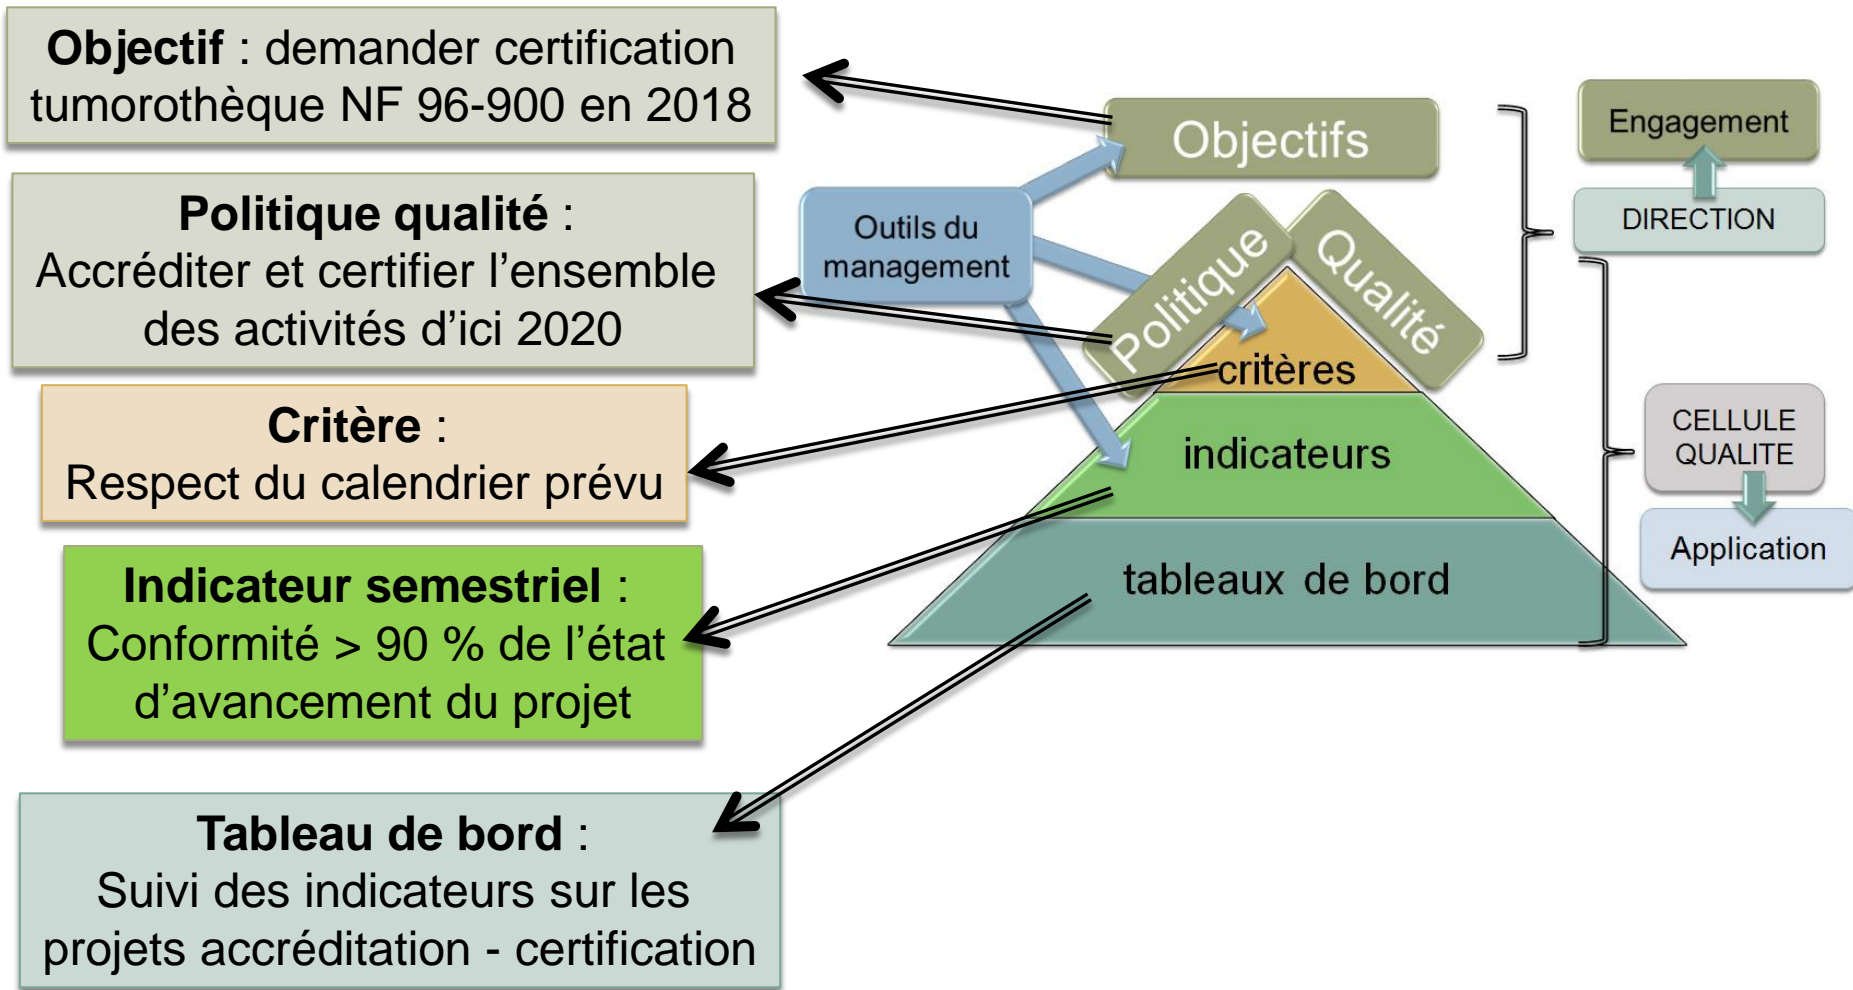 Objectif : demander certification
tumorothèque NF 96-900 en 2018
Politique qualité :
Accréditer et certifier l’ensemble
des activités d’ici 2020
Critère :
Respect du calendrier prévu
Indicateur semestriel :
Conformité > 90 % de l’état
d’avancement du projet
Tableau de bord :
Suivi des indicateurs sur les
projets accréditation - certification
Outils du
management
Objectifs
Politique
Qualité
critères
indicateurs
tableaux de bord
Engagement
DIRECTION
CELLULE
QUALITE
Application